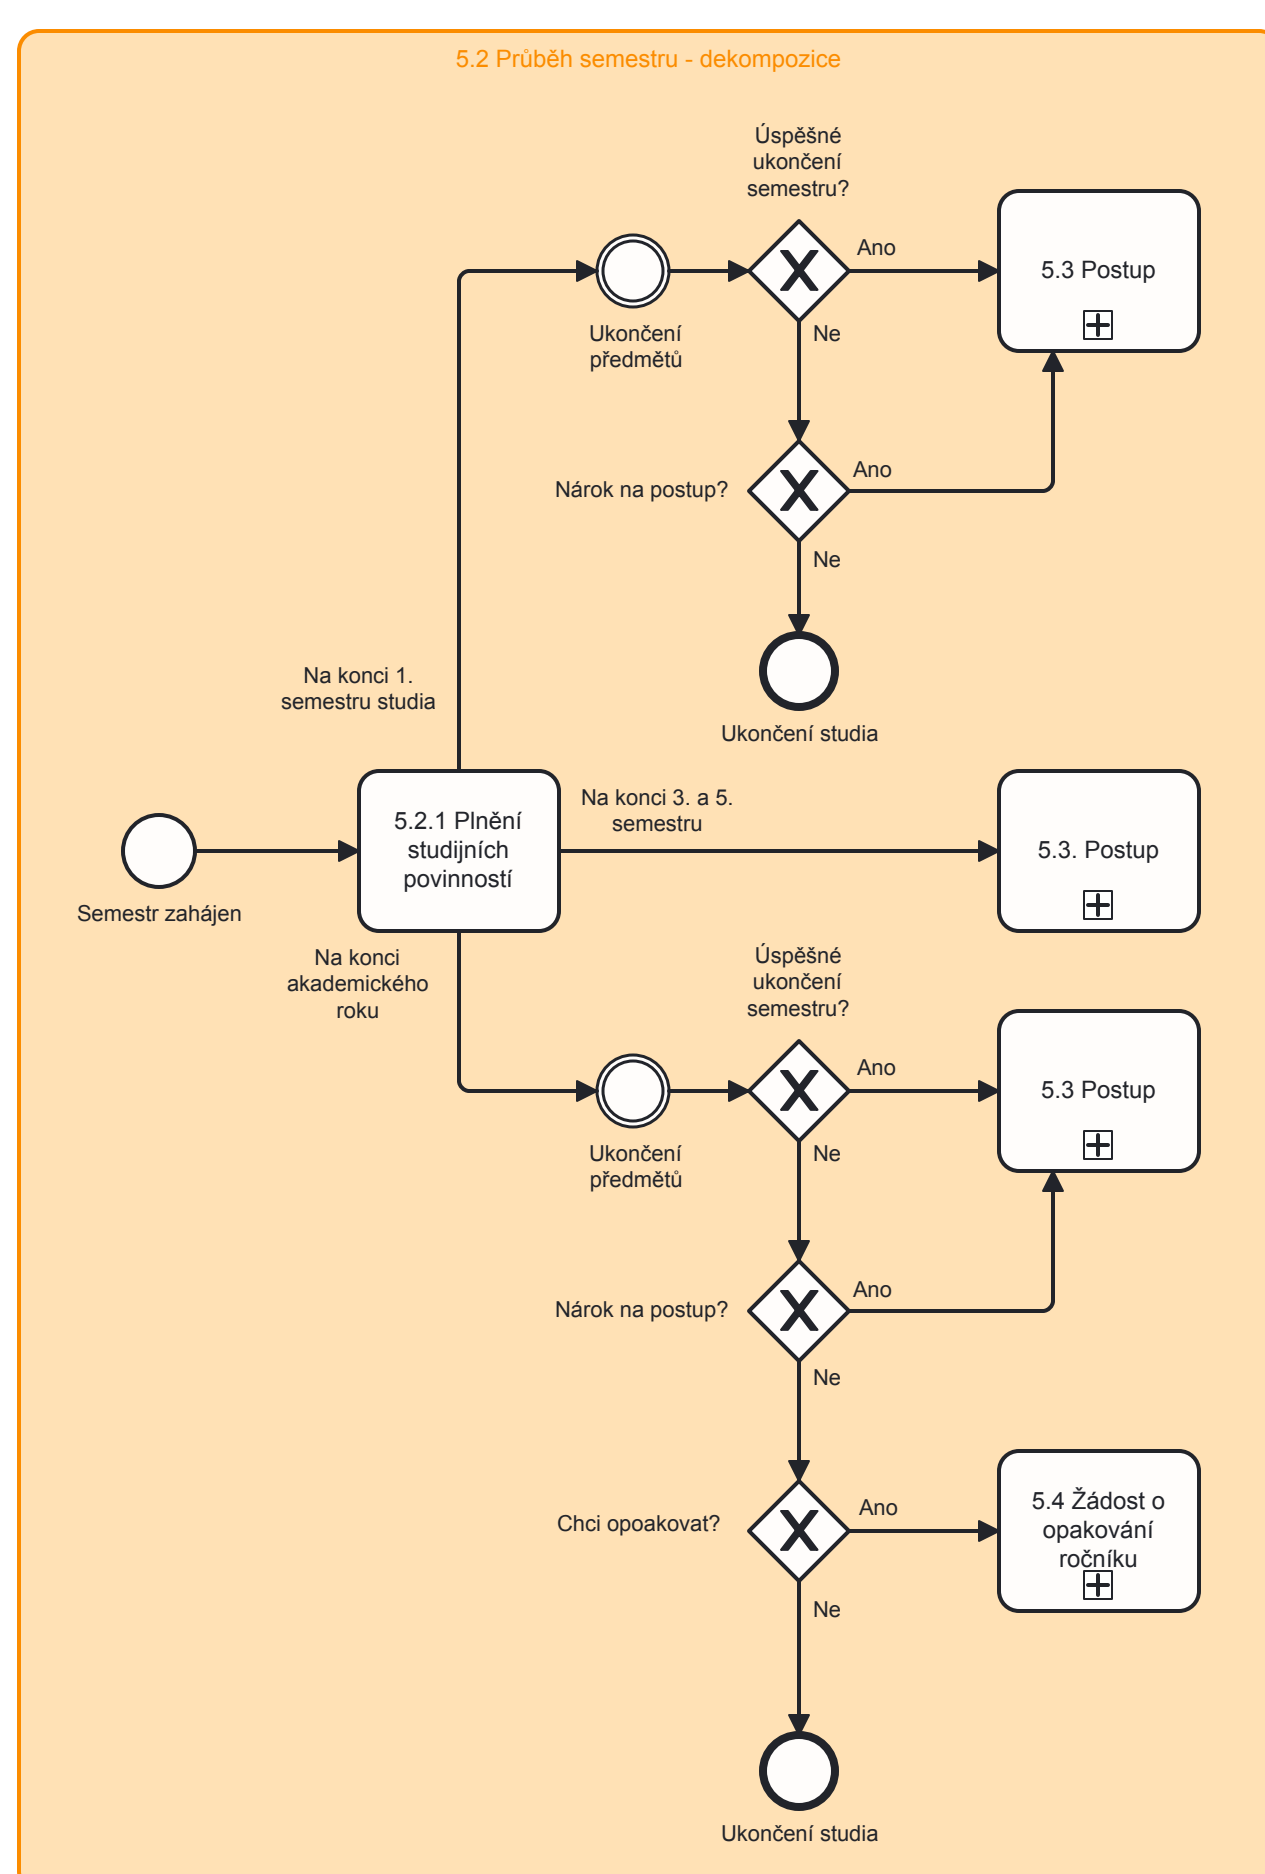 5.2 Průběh semestru - dekompozice
Úspěšné
ukončení
semestru?
Ano
5.3 Postup
Ukončení
předmětů
Ne
Nárok na postup?
Ano
Ne
Na konci 1.
semestru studia
Ukončení studia
Na konci 3. a 5.
semestru
5.2.1 Plnění
studijních
povinností
5.3. Postup
Semestr zahájen
Na konci
akademického
roku
Úspěšné
ukončení
semestru?
Ano
5.3 Postup
Ukončení
předmětů
Ne
Nárok na postup?
Ano
Ne
Chci opoakovat?
Ano
5.4 Žádost o
opakování
ročníku
Ne
Ukončení studia